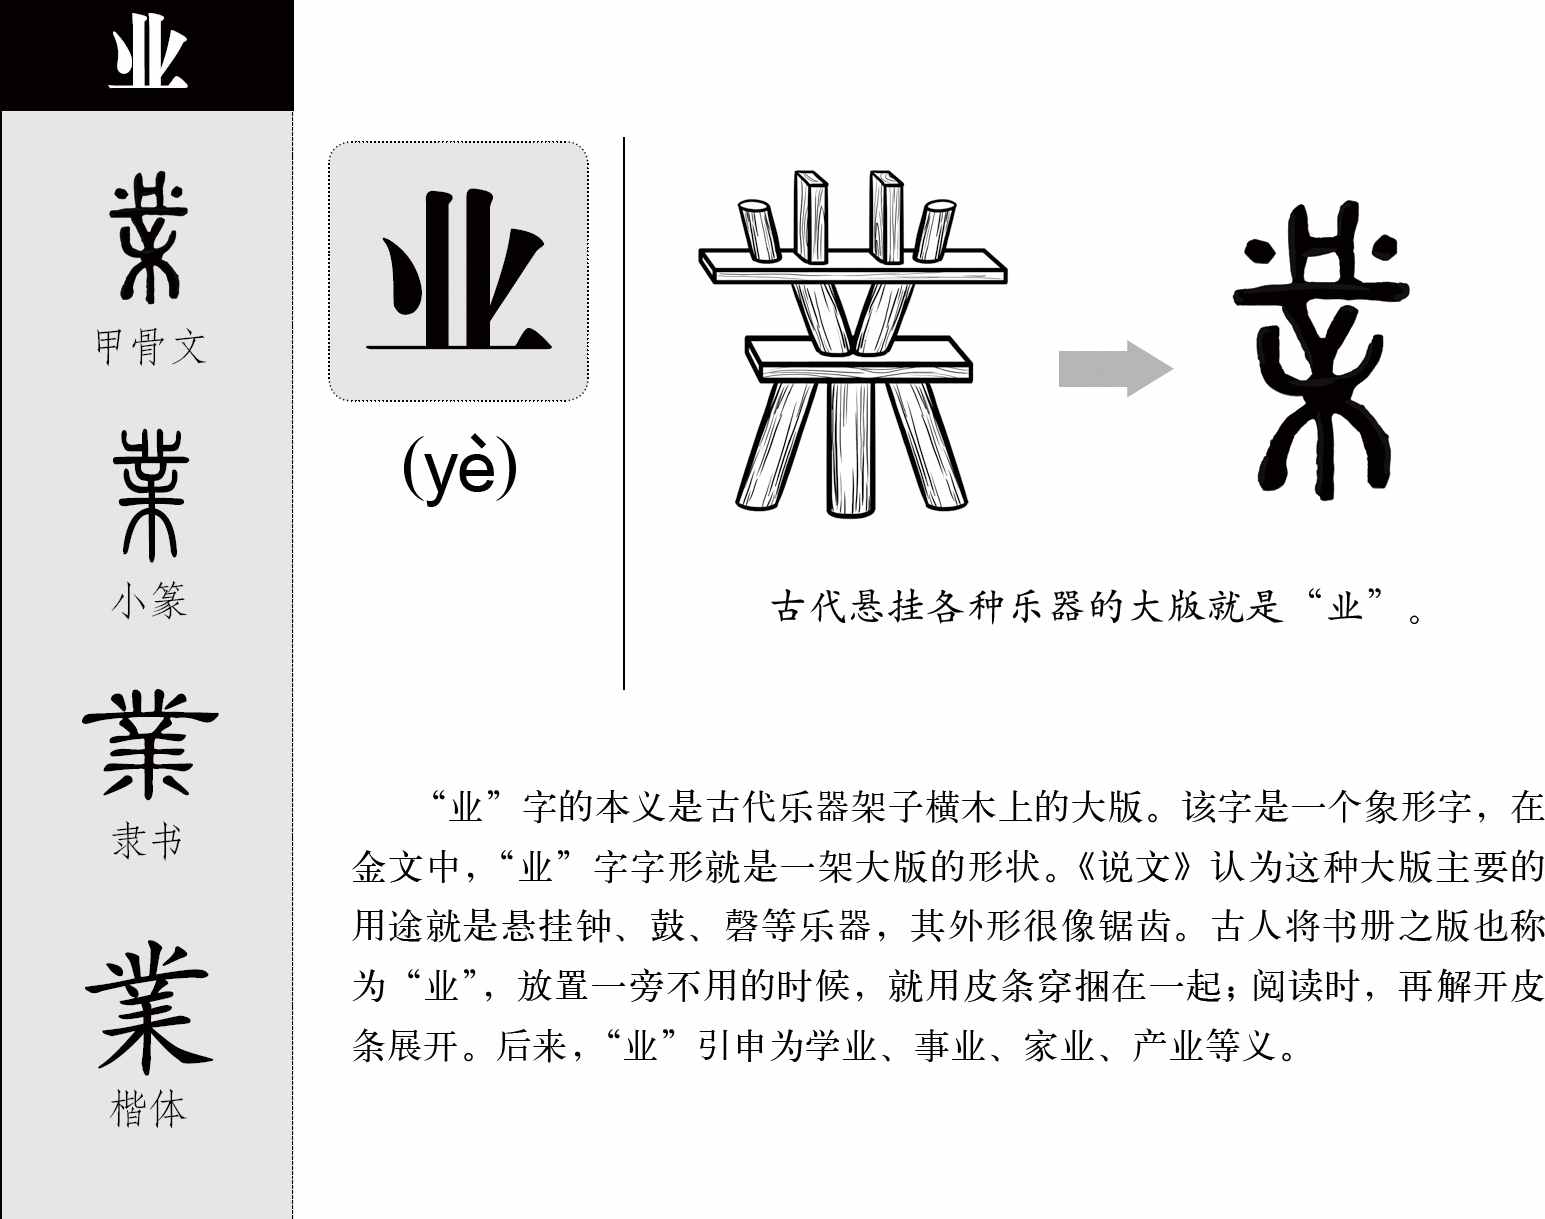 业
業
甲骨文
業
小篆
業
隶书
業
楷体
业
(yè)
業
古代悬挂各种乐器的大版就是“业”。
“业”字的本义是古代乐器架子横木上的大版。该字是一个象形字，在
金文中，“业”字字形就是一架大版的形状。《说文》认为这种大版主要的
用途就是悬挂钟、鼓、磬等乐器，其外形很像锯齿。古人将书册之版也称
为“业”，放置一旁不用的时候，就用皮条穿捆在一起；阅读时，再解开皮
条展开。后来，“业”引申为学业、事业、家业、产业等义。